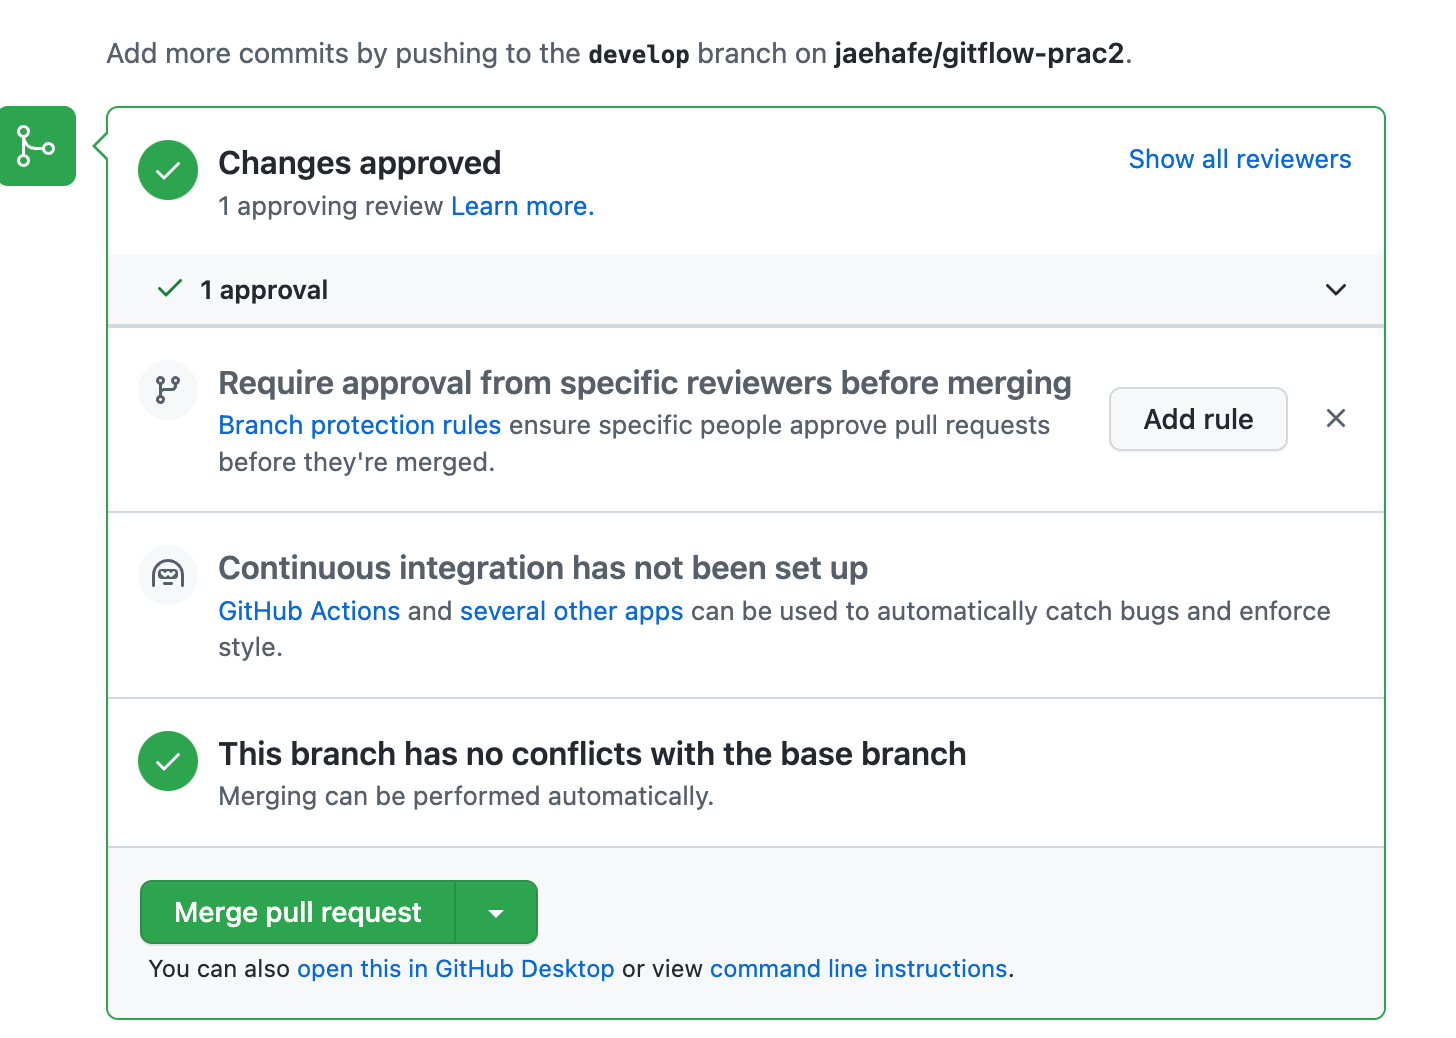 Add more commits by pushing to the develop branch on jaehafe/gitflow-prac2.
Changes approved
Show all reviewers
1 approving review Learn more.
1 approval
Require approval from specific reviewers before merging
Branch protection rules ensure specific people approve pull requests
before they're merged.
Add rule
Continuous integration has not been set up
GitHub Actions and several other apps can be used to automatically catch bugs and enforce
style.
This branch has no conflicts with the base branch
Merging can be performed automatically.
Merge pull request
You can also open this in GitHub Desktop or view command line instructions.